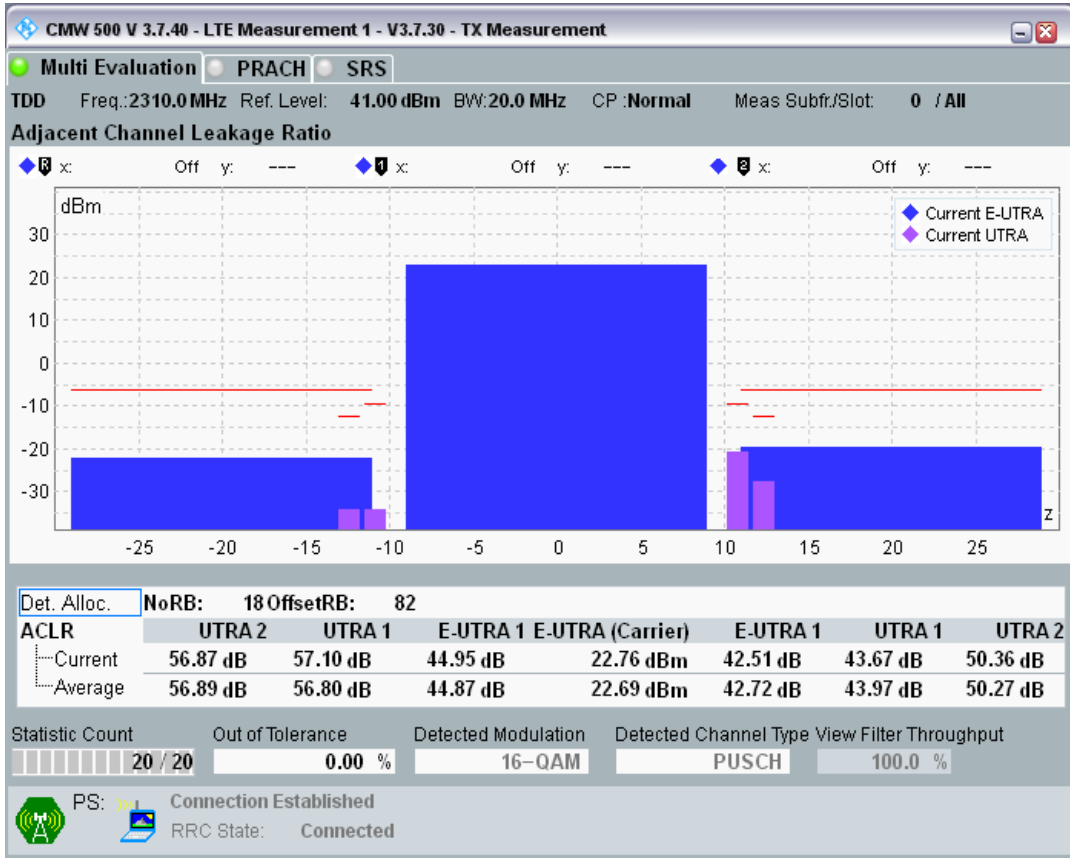 CMW 500 V 3.7.40 - LTE Measurement 1 - V3.7.30 - TX Measurement
Multi Evaluation PRACH SRS
TDD Freq.:2310.0 MHz Ref. Level: 41.00 dBm BW:20.0 MHz CP :Normal Meas Subfr./Slot: 0 / All
Adjacent Channel Leakage Ratio
R x: Off y: --- 1 x: Off y: --- 2 x: Off y: ---
dBm
Current E-UTRA
Current UTRA
30
20
10
0
-10
-20
-30
z
-25 -20 -15 -10 -5 0 5 10 15 20 25
Det. Alloc. NoRB: 18 OffsetRB: 82
ACLR UTRA 2 UTRA 1 E-UTRA 1 E-UTRA (Carrier) E-UTRA 1 UTRA 1 UTRA 2
Current 56.87 dB 57.10 dB 44.95 dB 22.76 dBm 42.51 dB 43.67 dB 50.36 dB
Average 56.89 dB 56.80 dB 44.87 dB 22.69 dBm 42.72 dB 43.97 dB 50.27 dB
Statistic Count Out of Tolerance Detected Modulation Detected Channel Type View Filter Throughput
20 / 20 0.00 % 16-QAM PUSCH 100.0 %
PS: Connection Established
RRC State: Connected